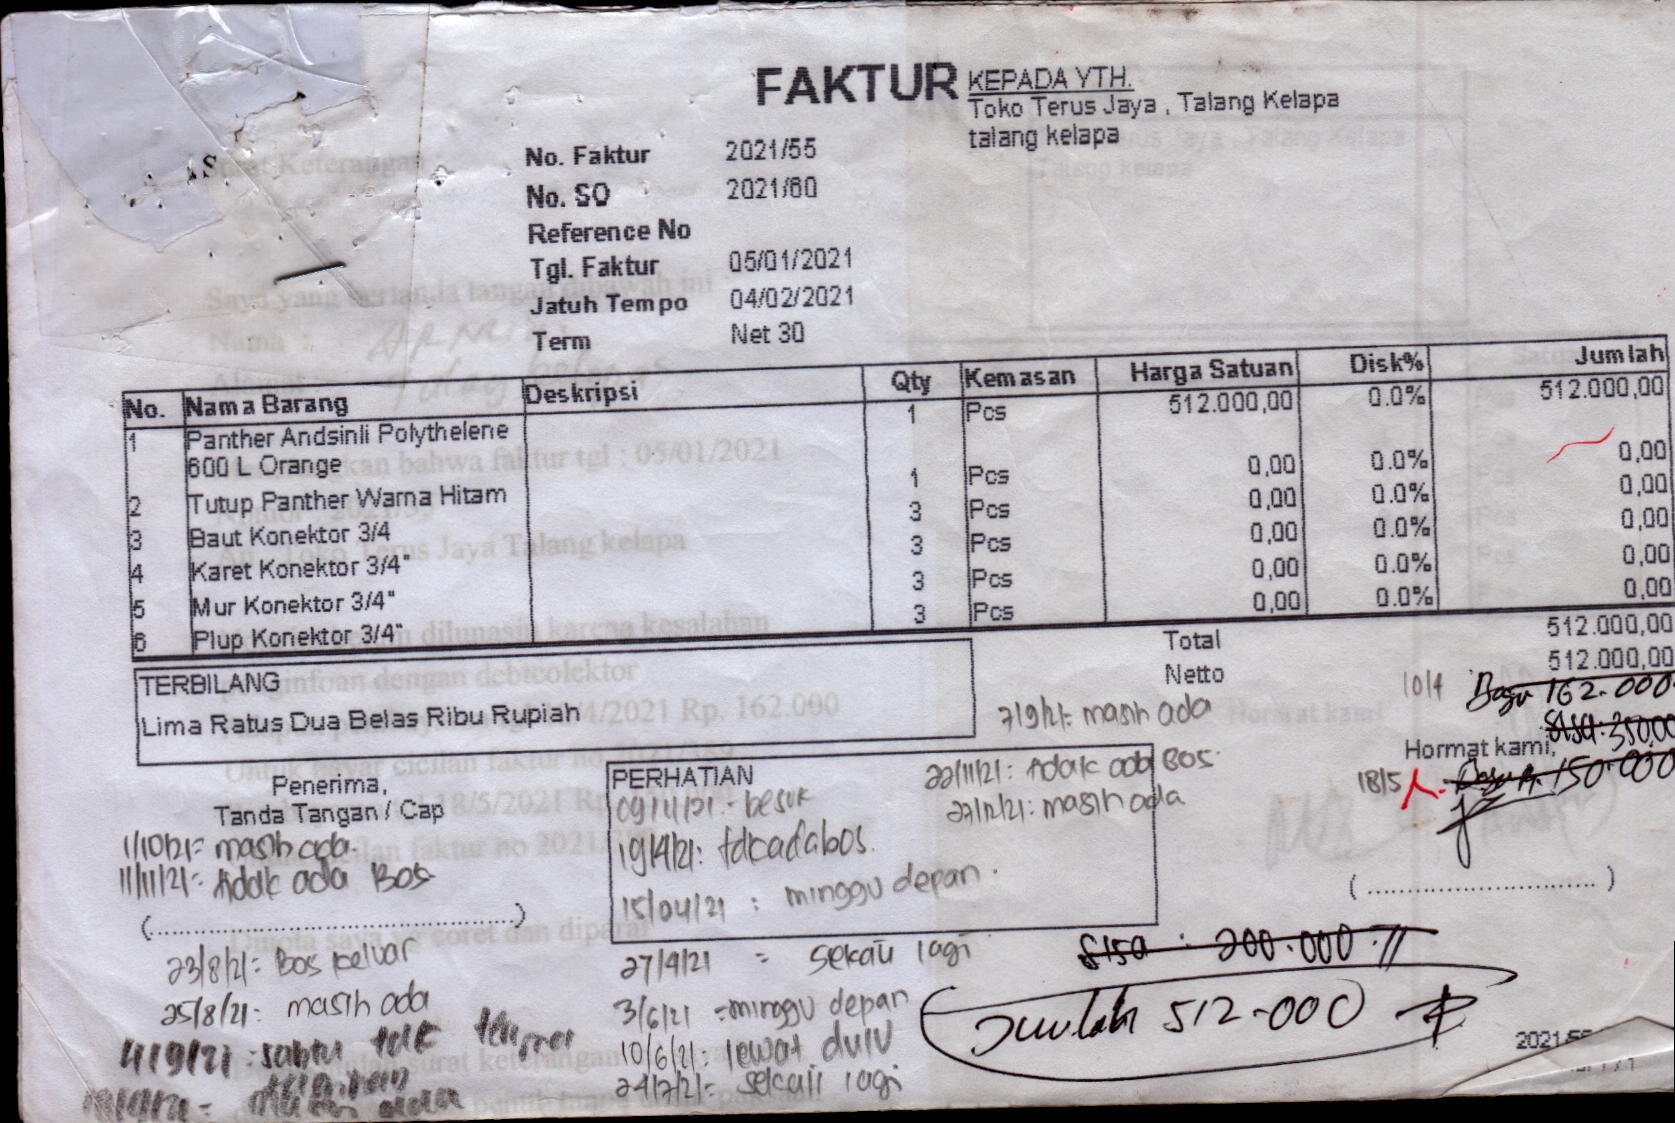 FAKTUR
KEPADA YTH.
Toko Terus Jaya , Talang Kelapa
talang kelapa
No. Faktur 2021/55
No. SO 2021/60
Reference No
Tgl. Faktur 05/01/2021
Jatuh Tempo 04/02/2021
Term Net 30
No. Nama Barang Deskripsi Qty Kemasan Harga Satuan Disk% Jumlah
1 Panther Andsinli Polythelene 1 Pcs 512.000,00 0.0% 512.000,00
600 L Orange
2 Tutup Panther Warna Hitam 1 Pcs 0,00 0.0% 0,00
3 Baut Konektor 3/4 3 Pcs 0,00 0.0% 0,00
4 Karet Konektor 3/4" 3 Pcs 0,00 0.0% 0,00
5 Mur Konektor 3/4" 3 Pcs 0,00 0.0% 0,00
6 Plup Konektor 3/4" 3 Pcs 0,00 0.0% 0,00
Total 512.000,00
Netto 512.000,00
TERBILANG
Lima Ratus Dua Belas Ribu Rupiah
10/4 Bayar 162.000
7/9/21: masih ada
Sisa: 350.00
Hormat kami,
18/5 150.000
Penerima,
Tanda Tangan / Cap
1/10/21: masih ada.
11/11/21: tidak ada Bos
(.......................................................)
PERHATIAN
besok
19/4/21: tdk ada bos.
15/04/21 : minggu depan.
22/11/21: tidak ada Bos.
22/12/21: masih ada
(..................................)
23/8/21: Bos keluar
25/8/21: masih ada
4/9/21: sabtu tdk terima
27/4/21 = sekali lagi
3/6/21 = minggu depan
10/6/21: lewat dulu
24/7/21: sekali lagi
Sisa : 200.000.//
Jumlah 512.000